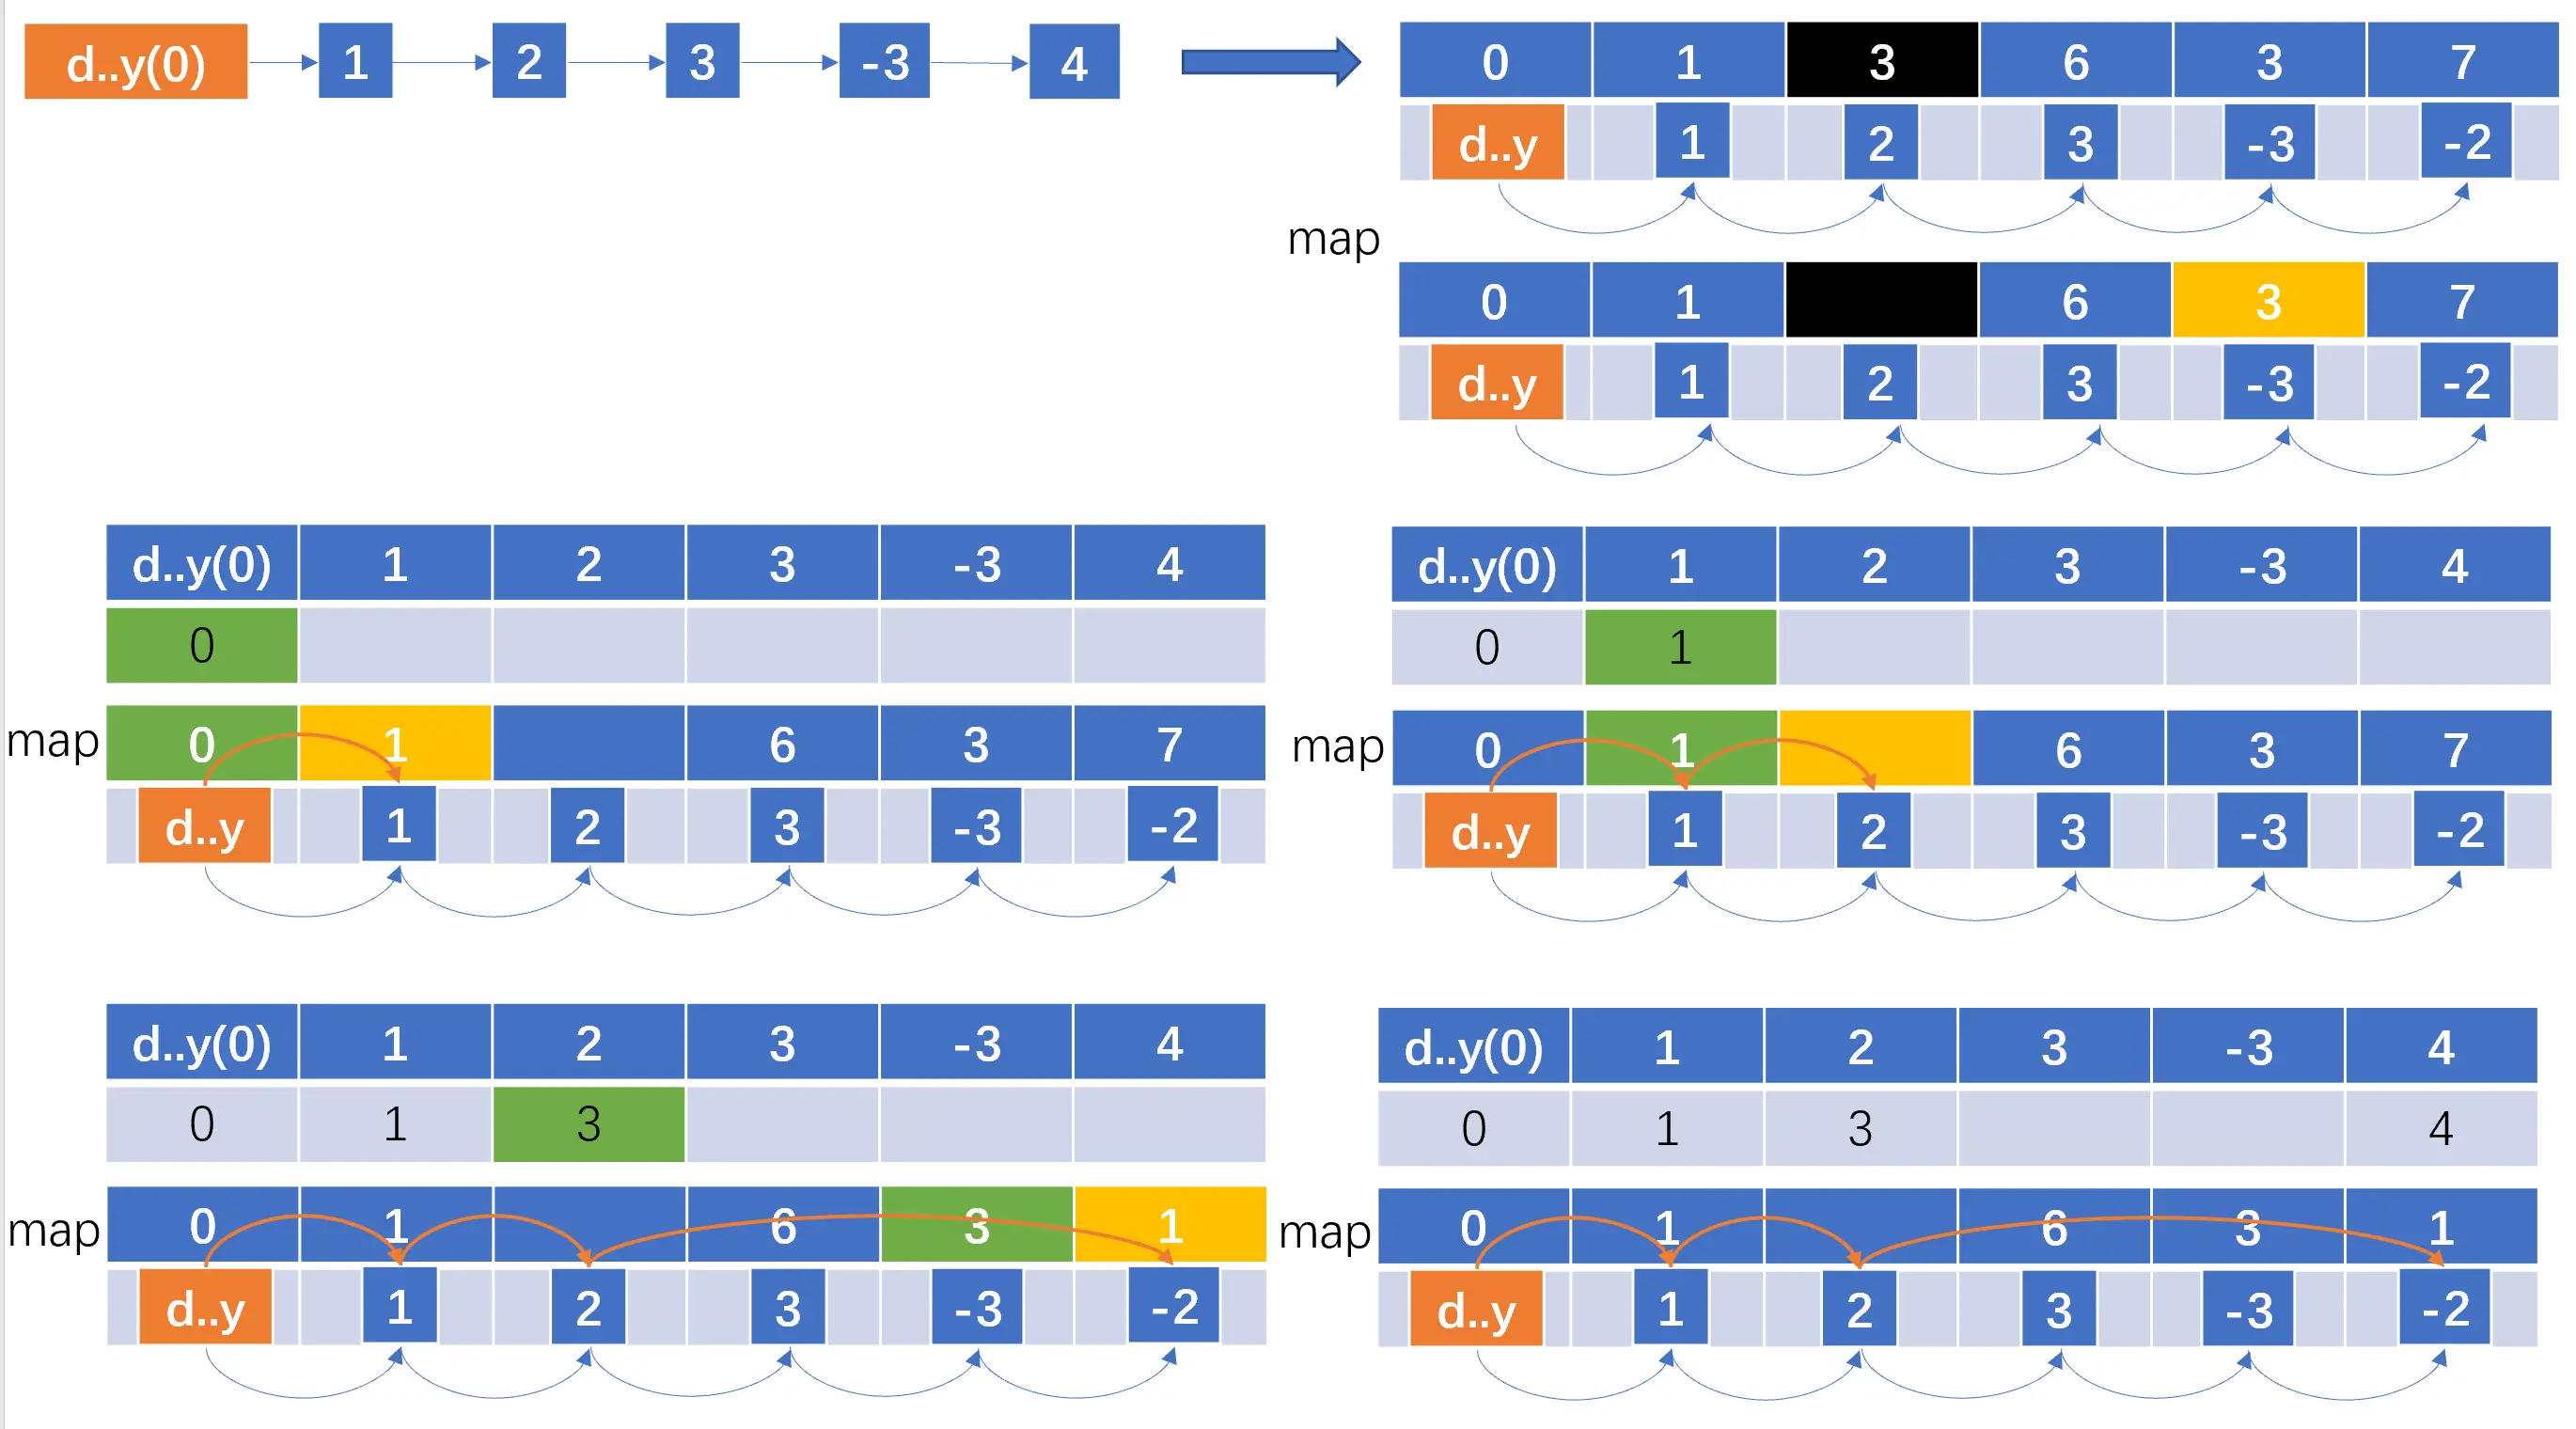 d..y(0) 1 2 3 -3 4
0 1 3 6 3 7
d..y 1 2 3 -3 -2
map
0 1 6 3 7
d..y 1 2 3 -3 -2
d..y(0) 1 2 3 -3 4
0
map 0 1 6 3 7
d..y 1 2 3 -3 -2
d..y(0) 1 2 3 -3 4
0 1
map 0 1 6 3 7
d..y 1 2 3 -3 -2
d..y(0) 1 2 3 -3 4
0 1 3
map 0 1 6 3 1
d..y 1 2 3 -3 -2
d..y(0) 1 2 3 -3 4
0 1 3 4
map 0 1 6 3 1
d..y 1 2 3 -3 -2